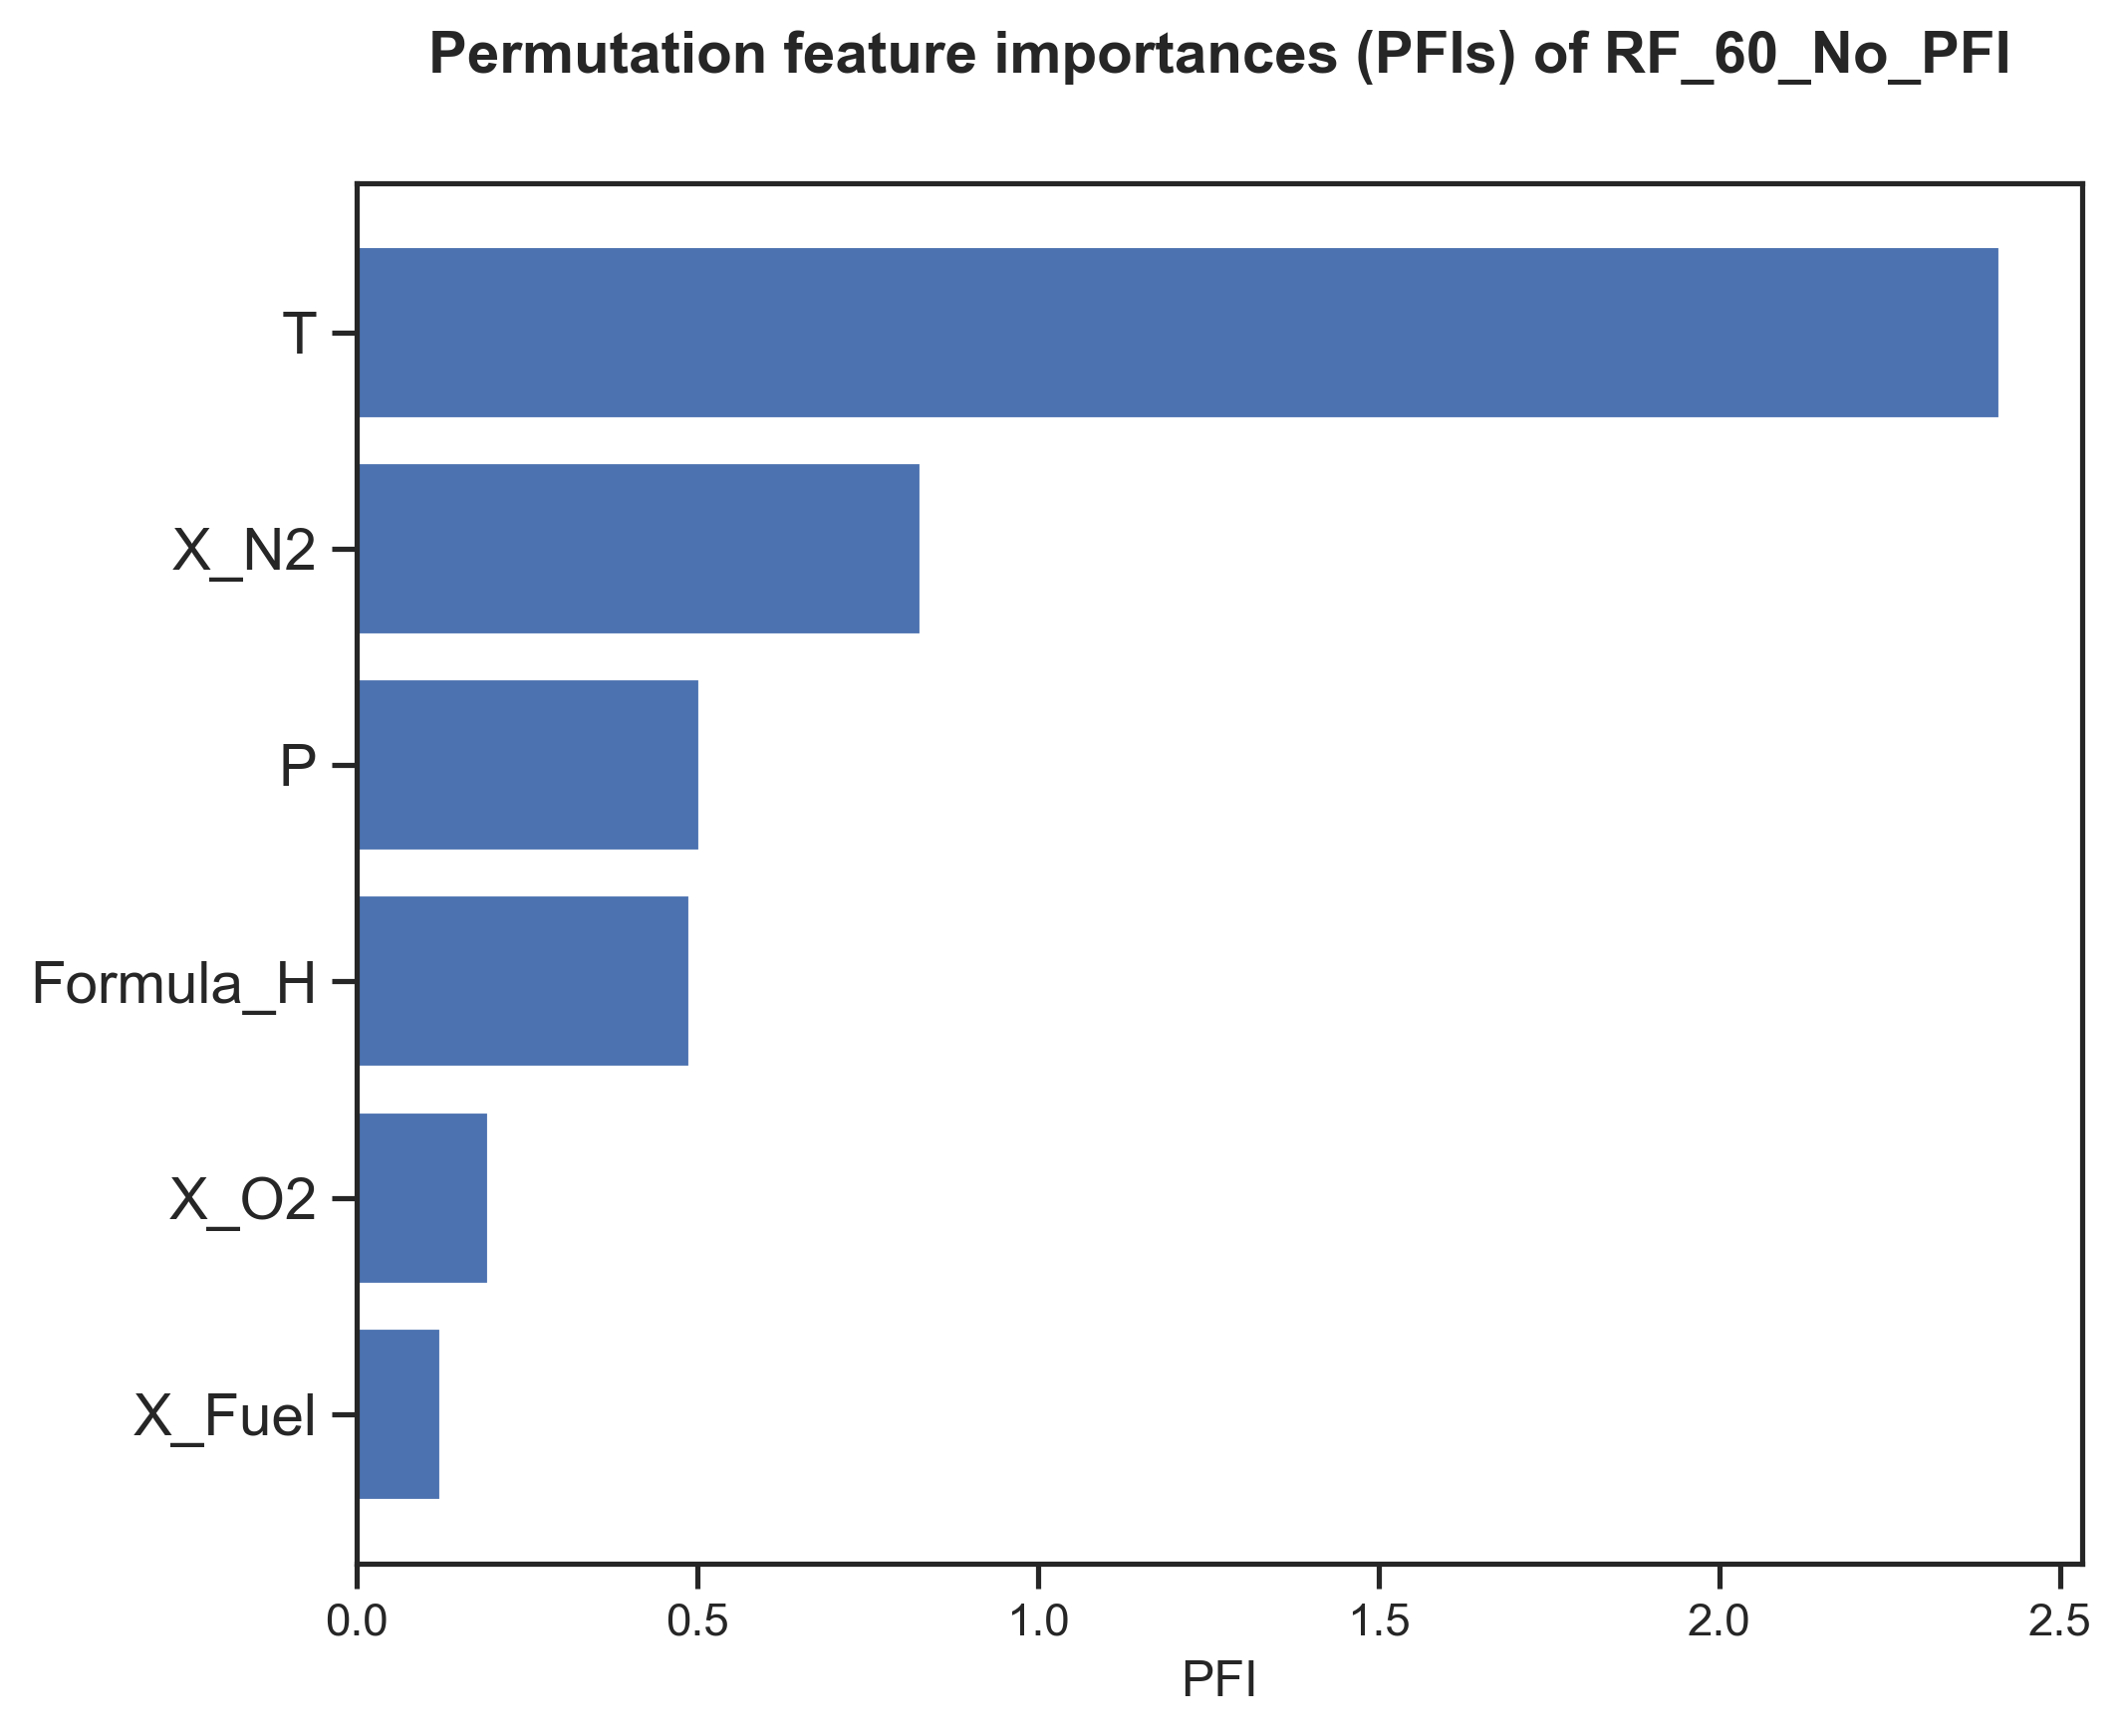 Permutation feature importances (PFIs) of RF_60_No_PFI
T
X_N2
P
Formula_H
X_O2
X_Fuel
0.0 0.5 1.0 1.5 2.0 2.5
PFI